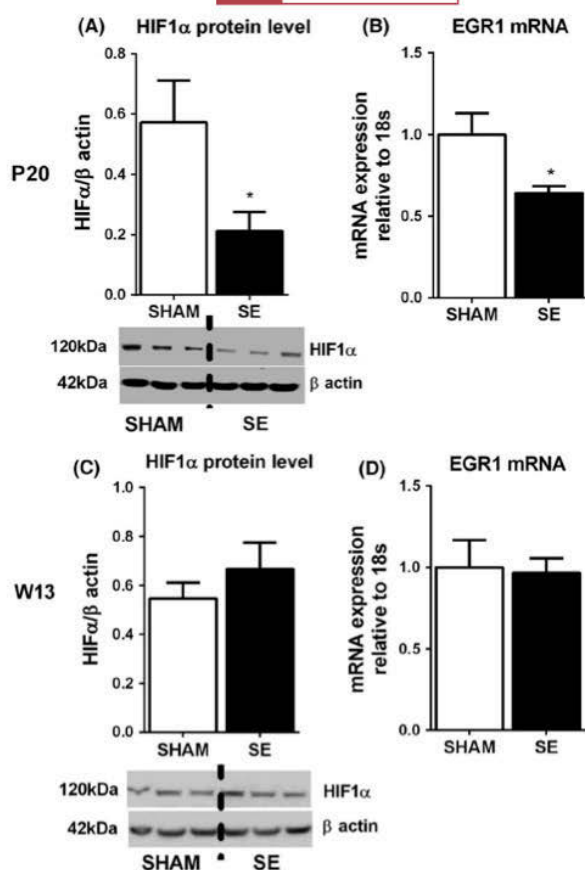 (A) HIF1α protein level
HIFα/β actin
0.8
0.6
0.4
0.2
0.0
*
SHAM SE
P20
120kDa HIF1α
42kDa β actin
SHAM SE
(B) EGR1 mRNA
mRNA expression
relative to 18s
1.5
1.0
0.5
0.0
*
SHAM SE
(C) HIF1α protein level
HIFα/β actin
1.0
0.8
0.6
0.4
0.2
0.0
SHAM SE
W13
120kDa HIF1α
42kDa β actin
SHAM SE
(D) EGR1 mRNA
mRNA expression
relative to 18s
1.5
1.0
0.5
0.0
SHAM SE